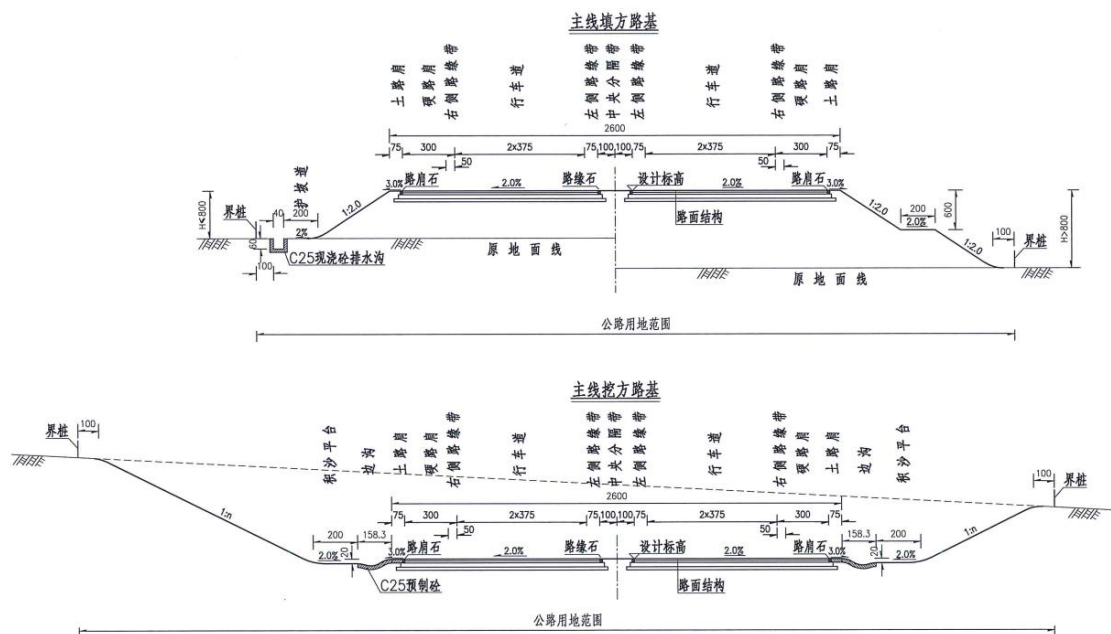 主线填方路基
土路肩
硬路肩
右侧路缘带
行车道
左侧路缘带
中央分隔带
左侧路缘带
行车道
右侧路缘带
硬路肩
土路肩
2600
75 300 2x375 75 100 100 75 2x375 300 75
50 50
护坡道
3.0% 路肩石 2.0% 路缘石 设计标高 2.0% 路肩石 3.0%
界桩 40 200 1:2.0 路面结构 1:2.0 200 600
H<800 2.0% 1:2.0 100 界桩 H>800
60 2%
C25现浇砼排水沟
100
原地面线
原地面线
公路用地范围
主线挖方路基
界桩 100
积沙平台
边沟
土路肩
硬路肩
右侧路缘带
行车道
左侧路缘带
中央分隔带
左侧路缘带
行车道
右侧路缘带
硬路肩
土路肩
边沟
积沙平台
100 界桩
2600
75 300 2x375 75 100 100 75 2x375 300 75
50 50
1:n 200 158.3 158.3 200 1:n
2.0% 20 3.0% 路肩石 2.0% 路缘石 设计标高 2.0% 路肩石 3.0% 20 2.0%
C25预制砼 路面结构
公路用地范围